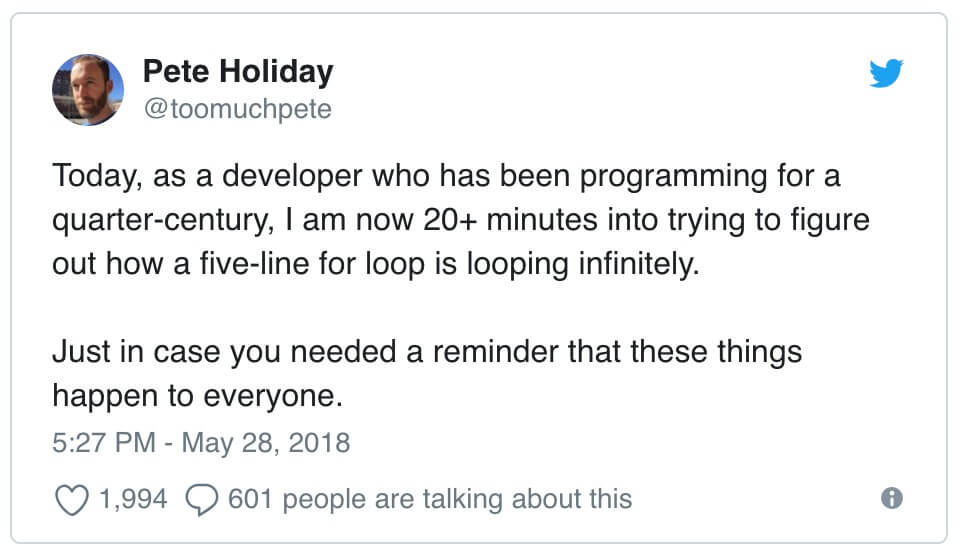 Pete Holiday
@toomuchpete
Today, as a developer who has been programming for a
quarter-century, I am now 20+ minutes into trying to figure
out how a five-line for loop is looping infinitely.
Just in case you needed a reminder that these things
happen to everyone.
5:27 PM - May 28, 2018
1,994 601 people are talking about this